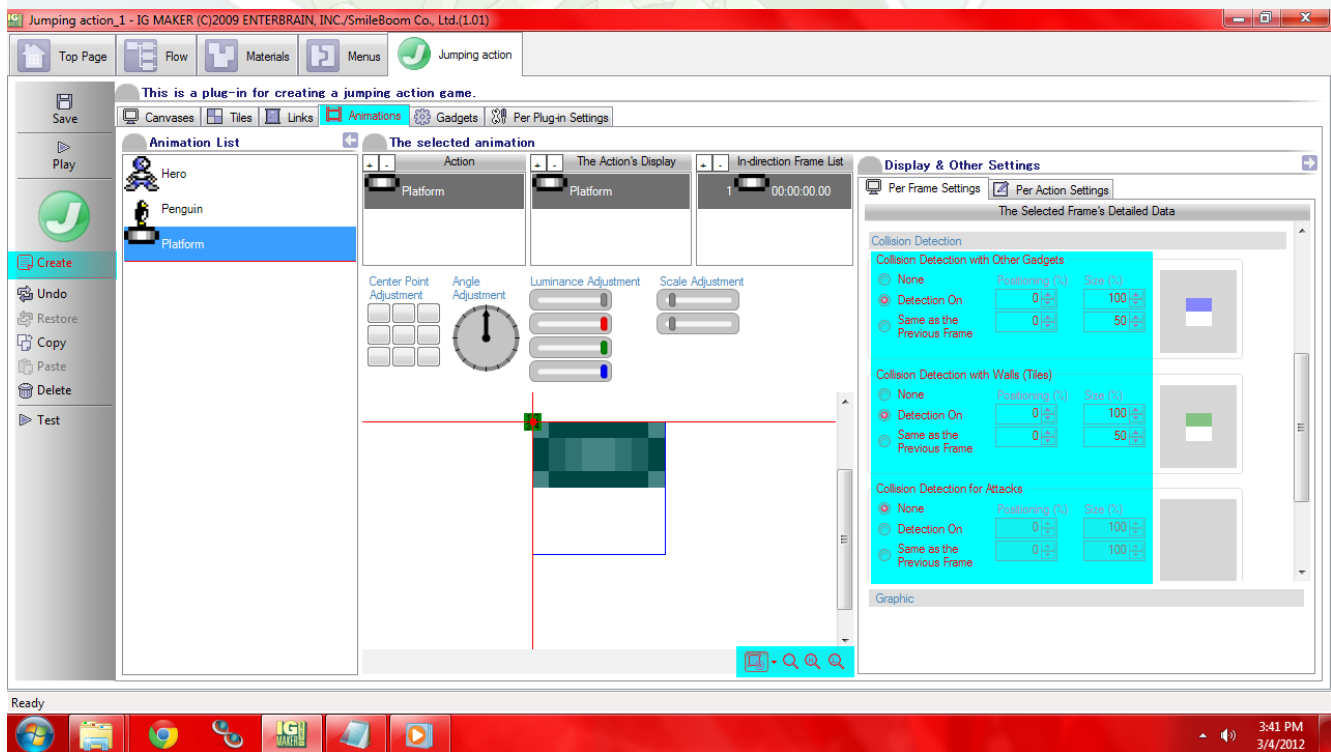 Jumping action_1 - IG MAKER (C)2009 ENTERBRAIN, INC./SmileBoom Co., Ltd.(1.01)
Top Page
Flow
Materials
Menus
Jumping action
This is a plug-in for creating a jumping action game.
Canvases
Tiles
Links
Animations
Gadgets
Per Plug-in Settings
Save
Play
Create
Undo
Restore
Copy
Paste
Delete
Test
Animation List
Hero
Penguin
Platform
The selected animation
+ - Action
Platform
+ - The Action's Display
Platform
+ - In-direction Frame List
1 00:00:00.00
Center Point
Adjustment
Angle
Adjustment
Luminance Adjustment
Scale Adjustment
Display & Other Settings
Per Frame Settings
Per Action Settings
The Selected Frame's Detailed Data
Collision Detection
Collision Detection with Other Gadgets
None Positioning (%) Size (%)
Detection On 0 100
Same as the 0 50
Previous Frame
Collision Detection with Walls (Tiles)
None Positioning (%) Size (%)
Detection On 0 100
Same as the 0 50
Previous Frame
Collision Detection for Attacks
None Positioning (%) Size (%)
Detection On 0 100
Same as the 0 100
Previous Frame
Graphic
Ready
IG
MAKER
3:41 PM
3/4/2012